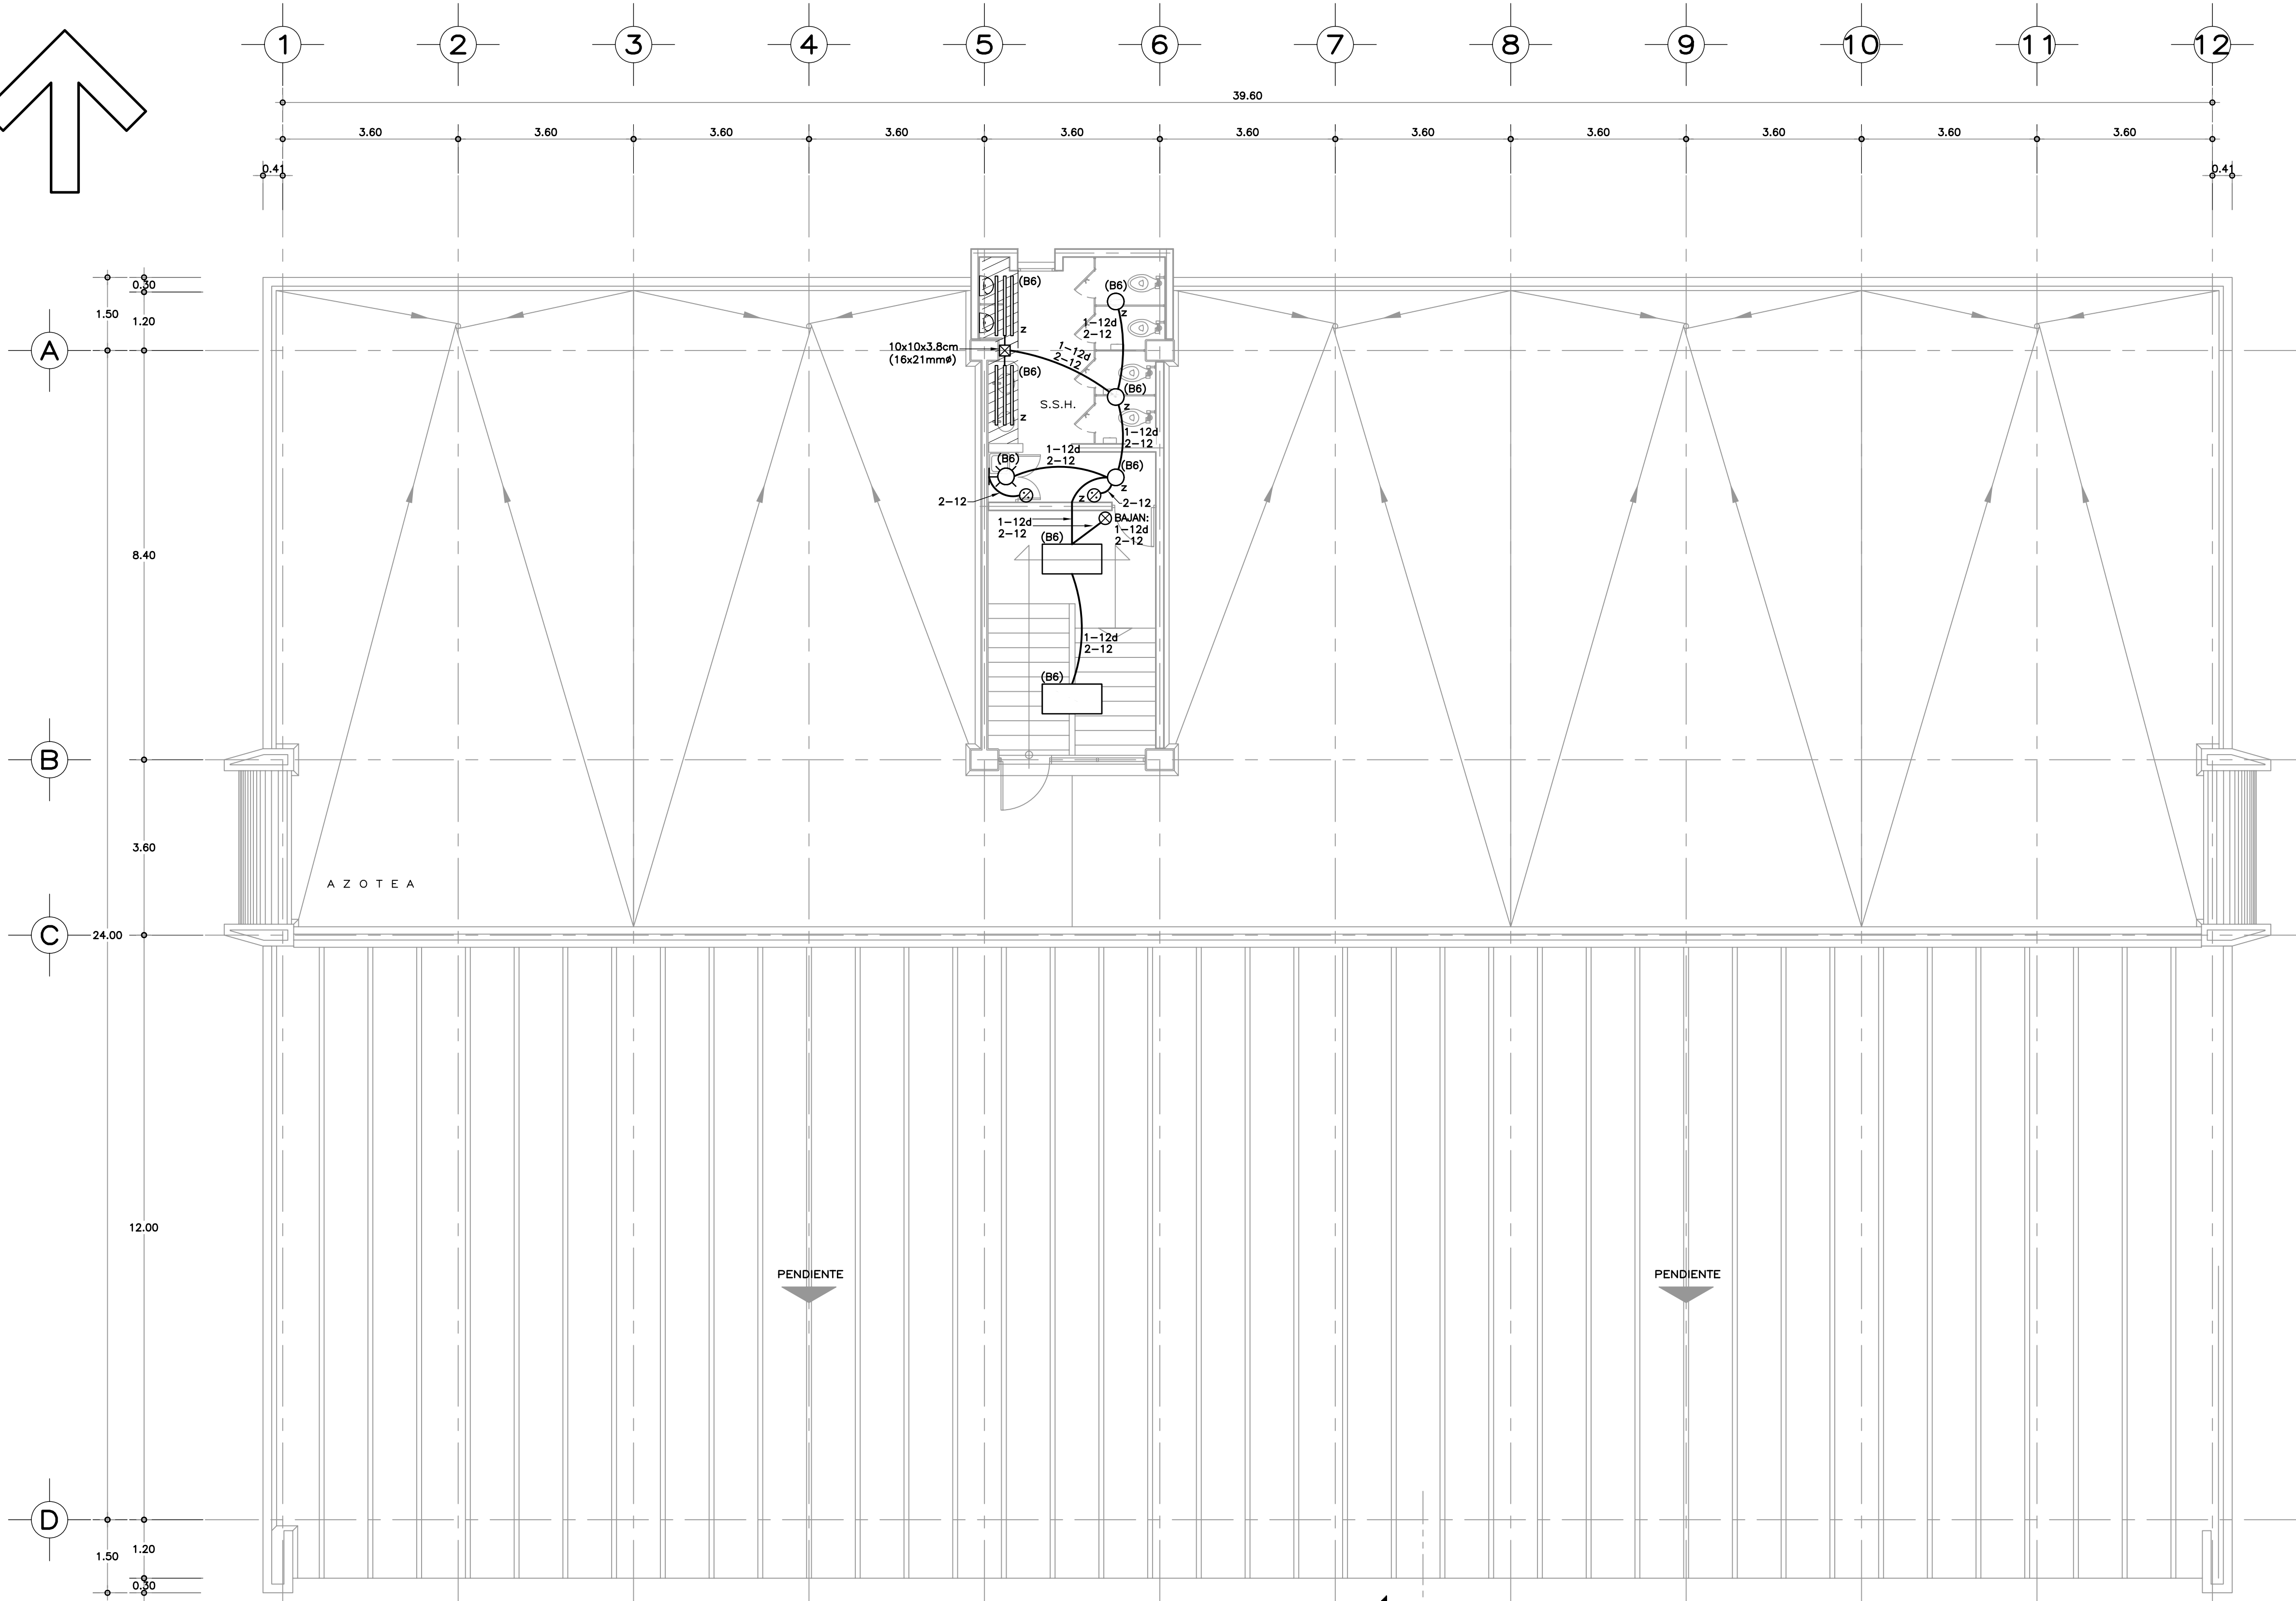 1 2 3 4 5 6 7 8 9 10 11 12
39.60
3.60 3.60 3.60 3.60 3.60 3.60 3.60 3.60 3.60 3.60 3.60
0.41 0.41
0.30
1.50
1.20
A
(B6)
z
(B6)
z
1-12d
2-12
10x10x3.8cm
(16x21mmø)
1-12d
2-12
(B6)
z
(B6)
z
S.S.H.
1-12d
2-12
1-12d
2-12
(B6)
(B6)
z
z
2-12
2-12
1-12d
2-12
BAJAN:
1-12d
2-12
(B6)
8.40
1-12d
2-12
(B6)
B
3.60
A Z O T E A
C
24.00
12.00
PENDIENTE
PENDIENTE
D
1.20
1.50
0.30